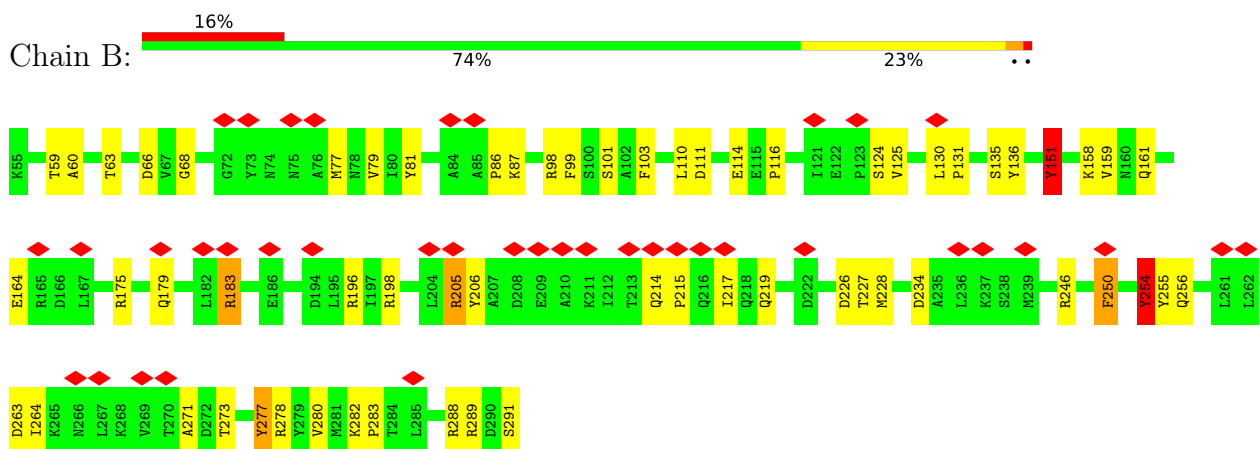 16%
Chain B:
74% 23% • •
K55 T59 A60 T63 D66 V67 G68 G72 Y73 N74 N75 A76 M77 N78 V79 I80 Y81 A84 A85 P86 K87 R98 F99 S100 S101 A102 F103 L110 D111 E114 E115 P116 I121 E122 P123 S124 V125 L130 P131 S135 Y136 Y151 K158 V159 N160 Q161
E164 R165 D166 L167 R175 Q179 L182 R183 E186 D194 L195 R196 I197 R198 L204 R205 Y206 A207 D208 E209 A210 K211 I212 T213 Q214 P215 Q216 I217 Q218 Q219 D222 D226 T227 M228 D234 A235 L236 K237 S238 M239 R246 F250 Y254 Y255 Q256 L261 L262
D263 I264 K265 N266 L267 K268 V269 T270 A271 D272 T273 Y277 R278 Y279 V280 M281 K282 P283 T284 L285 R288 R289 D290 S291